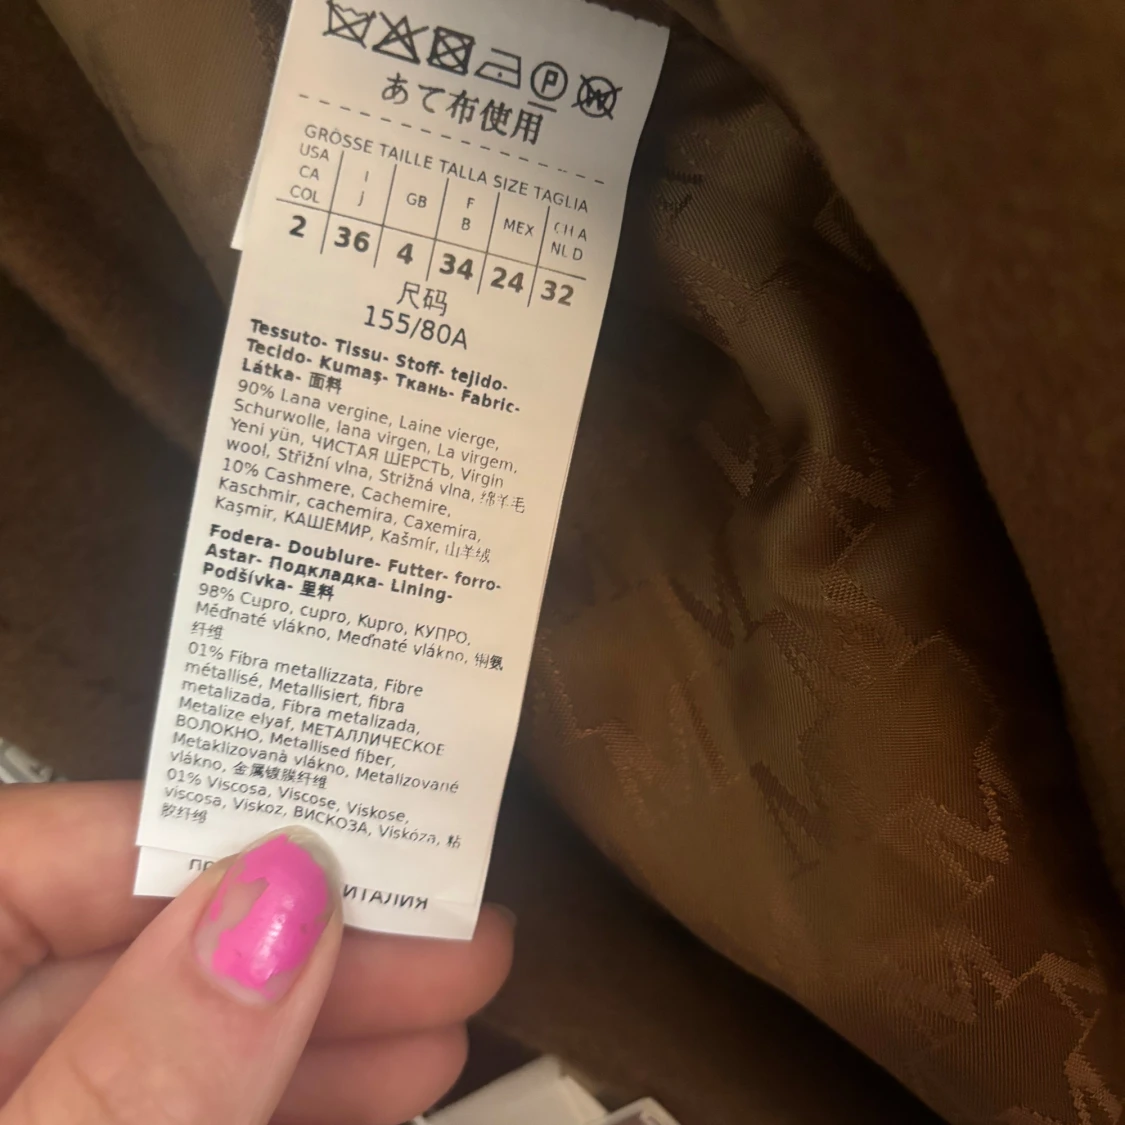 P
W
あて布使用
GRÖSSE TAILLE TALLA SIZE TAGLIA
USA CA COL
I J
GB
F B
MEX
CH A NL D
2 36 4 34 24 32
尺码
155/80A
Tessuto- Tissu- Stoff- tejido-
Tecido- Kumaş- Ткань- Fabric-
Látka- 面料
90% Lana vergine, Laine vierge,
Schurwolle, lana virgen, La virgem,
Yeni yün, ЧИСТАЯ ШЕРСТЬ, Virgin
wool, Střižní vlna, Strižná vlna, 绵羊毛
10% Cashmere, Cachemire,
Kaschmir, cachemira, Caxemira,
Kaşmir, КАШЕМИР, Kašmír, 山羊绒
Fodera- Doublure- Futter- forro-
Astar- Подкладка- Lining-
Podšívka- 里料
98% Cupro, cupro, Kupro, КУПРО,
Měďnaté vlákno, Meďnaté vlákno, 铜氨
纤维
01% Fibra metallizzata, Fibre
métallisé, Metallisiert, fibra
metalizada, Fibra metalizada,
Metalize elyaf, МЕТАЛЛИЧЕСКОЕ
ВОЛОКНО, Metallised fiber,
Metaklizovanà vlákno, Metalizované
vlákno, 金属镀膜纤维
01% Viscosa, Viscose, Viskose,
viscosa, Viskoz, ВИСКОЗА, Viskóza, 粘
胶纤维
ИТАЛИЯ